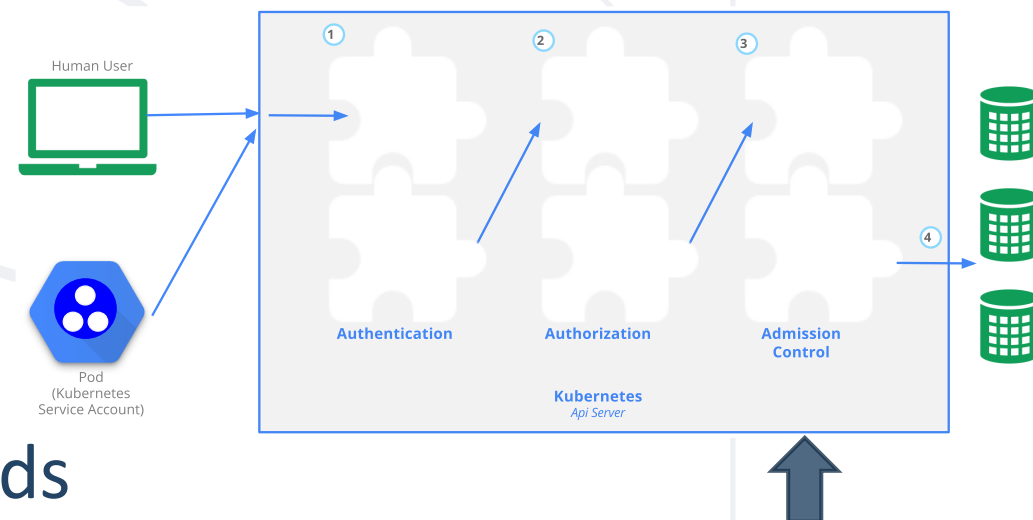 Human User
1
2
3
4
Authentication
Authorization
Admission
Control
Kubernetes
Api Server
Pod
(Kubernetes
Service Account)
ds